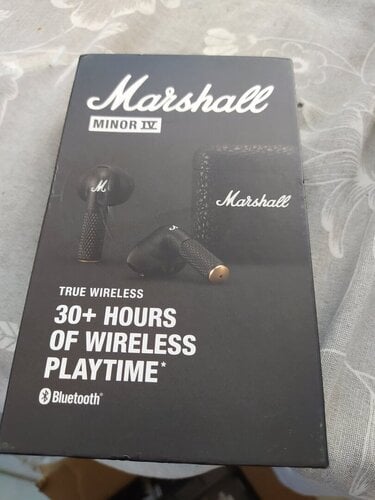 Marshall
MINOR IV
M
Marshall
TRUE WIRELESS
30+ HOURS
OF WIRELESS
PLAYTIME*
Bluetooth®